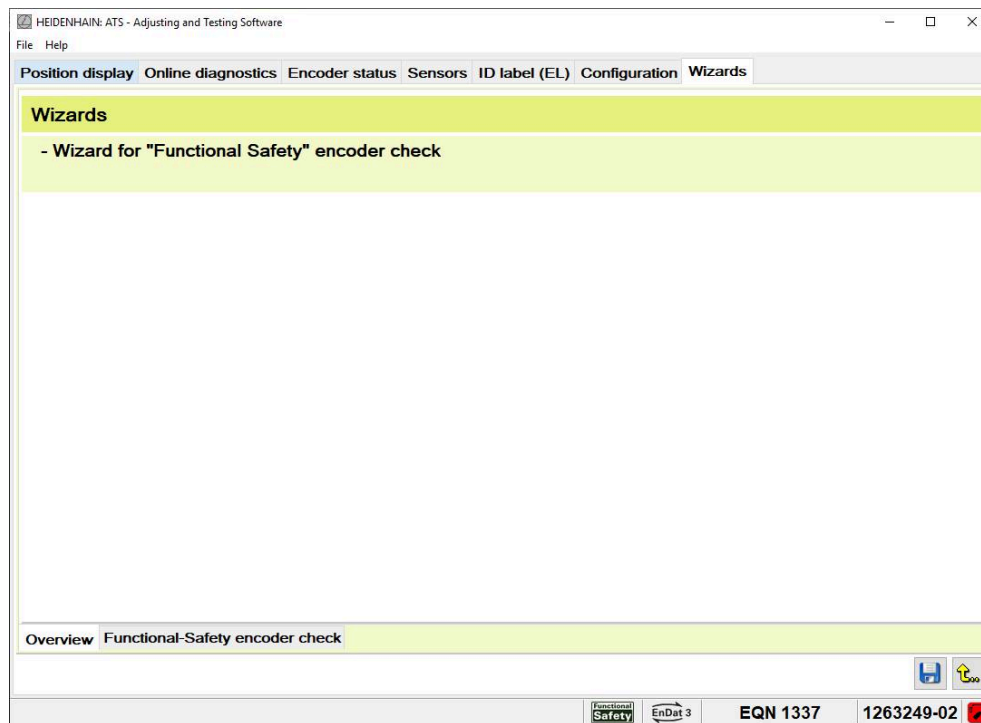 HEIDENHAIN: ATS - Adjusting and Testing Software
File Help
Position display Online diagnostics Encoder status Sensors ID label (EL) Configuration Wizards
Wizards
- Wizard for "Functional Safety" encoder check
Overview Functional-Safety encoder check
Functional
Safety EnDat 3 EQN 1337 1263249-02